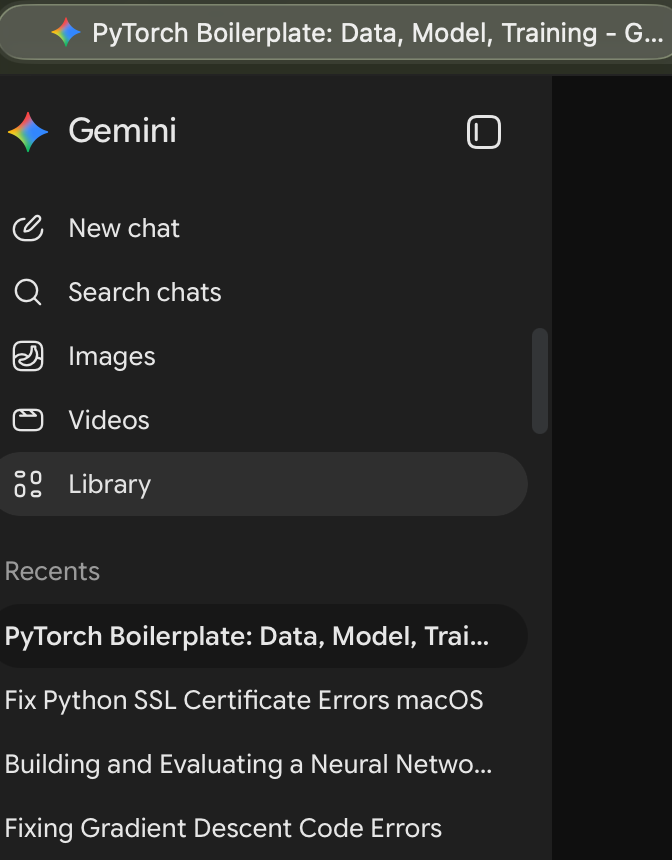 PyTorch Boilerplate: Data, Model, Training - G...
Gemini
New chat
Search chats
Images
Videos
Library
Recents
PyTorch Boilerplate: Data, Model, Trai...
Fix Python SSL Certificate Errors macOS
Building and Evaluating a Neural Netwo...
Fixing Gradient Descent Code Errors